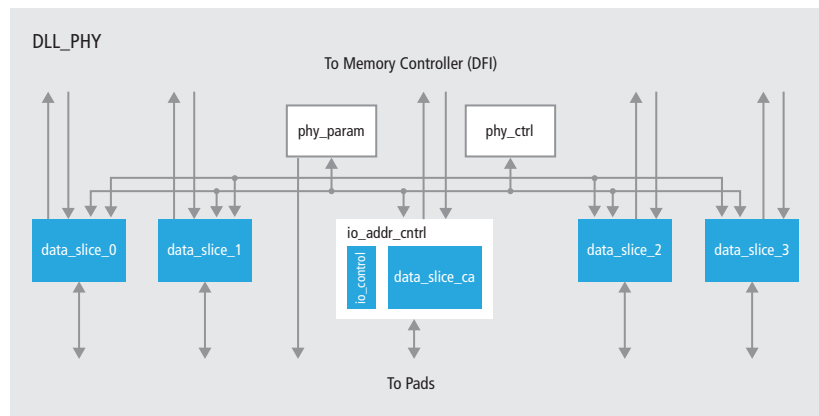 DLL_PHY
To Memory Controller (DFI)
phy_param
phy_ctrl
data_slice_0
data_slice_1
io_addr_cntrl
io_control
data_slice_ca
data_slice_2
data_slice_3
To Pads